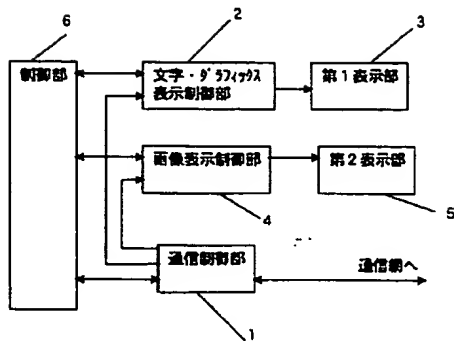 6
2
3
制御部
文字・グラフィックス
表示制御部
第1表示部
画像表示制御部
第2表示部
4
5
通信制御部
通信網へ
1